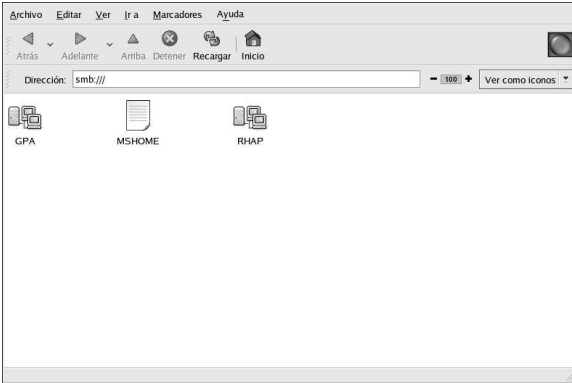 Archivo Editar Ver Ir a Marcadores Ayuda
Atrás Adelante Arriba Detener Recargar Inicio
Dirección: smb:/// 100 Ver como iconos
GPA MSHOME RHAP